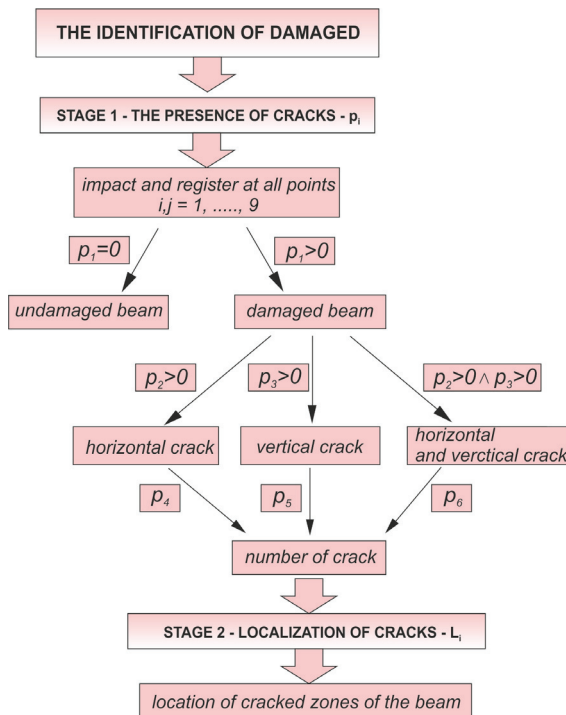 THE IDENTIFICATION OF DAMAGED
STAGE 1 - THE PRESENCE OF CRACKS - pᵢ
impact and register at all points
i,j = 1, ....., 9
p₁=0
p₁>0
undamaged beam
damaged beam
p₂>0
p₃>0
p₂>0 ∧ p₃>0
horizontal crack
vertical crack
horizontal
and verctical crack
p₄
p₅
p₆
number of crack
STAGE 2 - LOCALIZATION OF CRACKS - Lᵢ
location of cracked zones of the beam